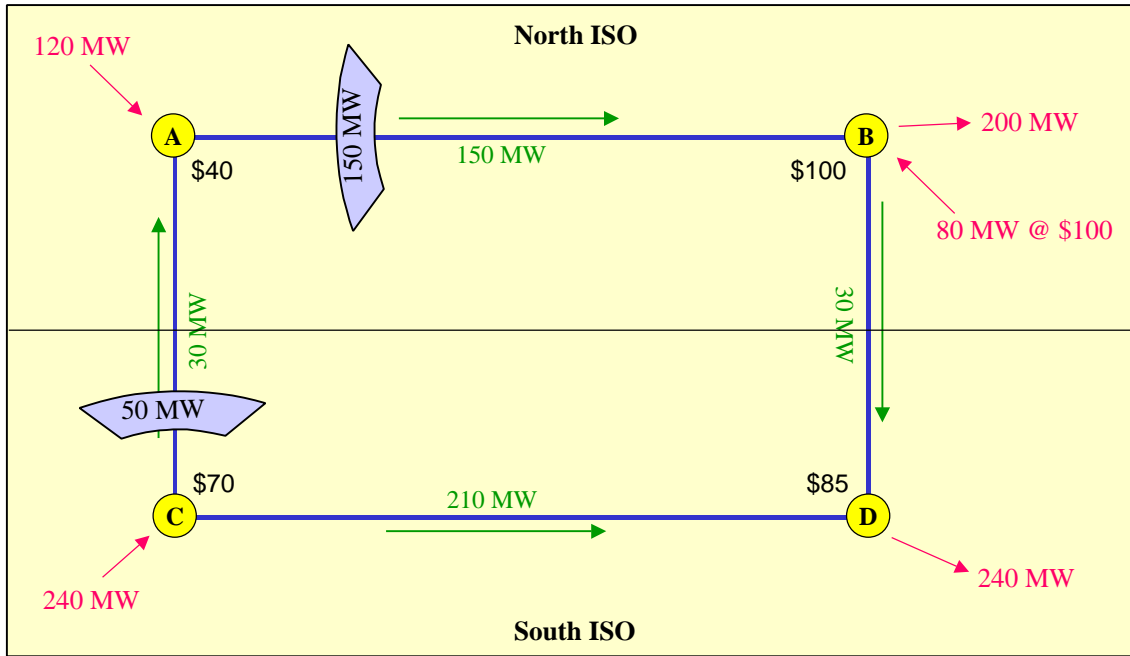 North ISO
120 MW
150 MW
A
B
200 MW
$40
150 MW
$100
80 MW @ $100
30 MW
30 MW
50 MW
$70
210 MW
$85
C
D
240 MW
240 MW
South ISO